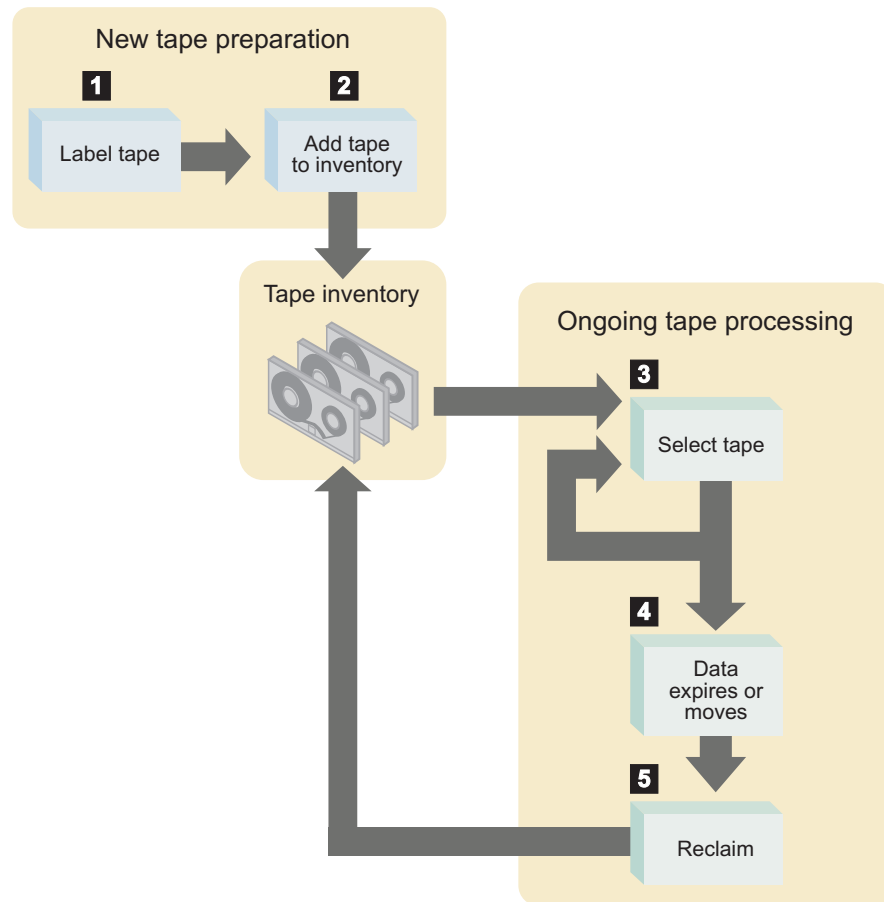 New tape preparation
1
2
Label tape
Add tape
to inventory
Tape inventory
Ongoing tape processing
3
Select tape
4
Data
expires or
moves
5
Reclaim